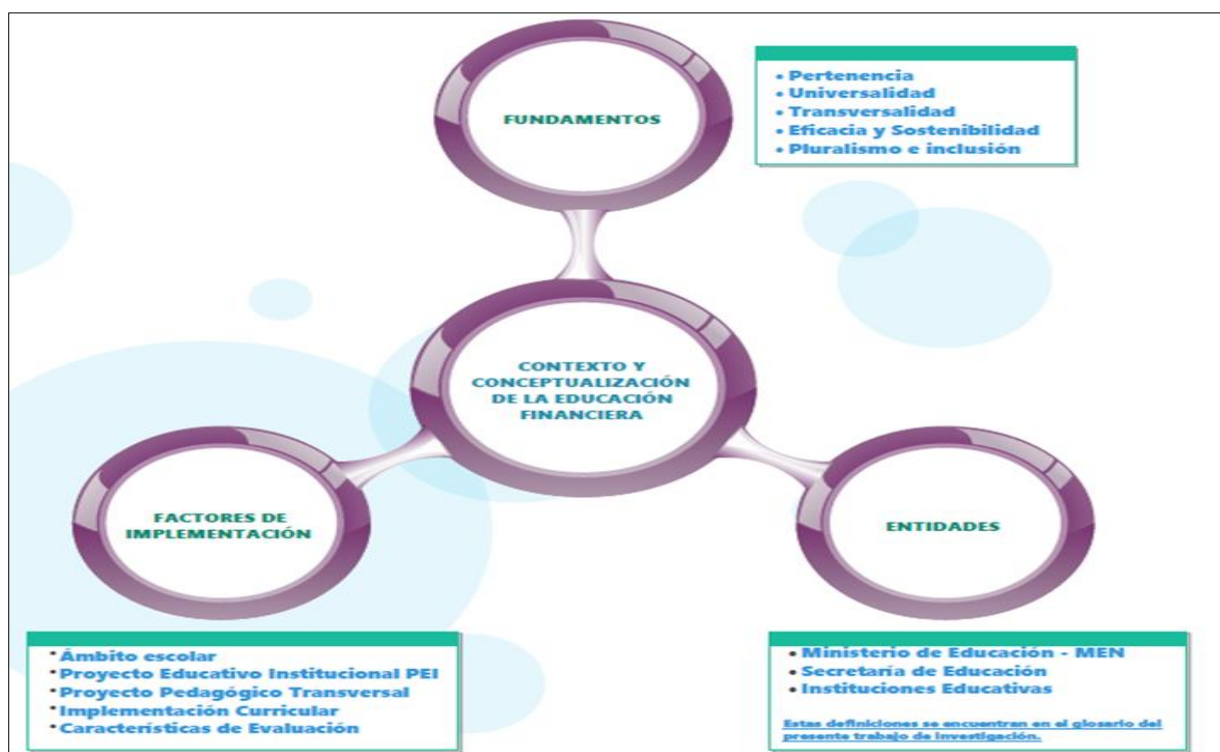 FUNDAMENTOS
• Pertenencia
• Universalidad
• Transversalidad
• Eficacia y Sostenibilidad
• Pluralismo e inclusión
CONTEXTO Y
CONCEPTUALIZACIÓN
DE LA EDUCACIÓN
FINANCIERA
FACTORES DE
IMPLEMENTACIÓN
ENTIDADES
• Ámbito escolar
• Proyecto Educativo Institucional PEI
• Proyecto Pedagógico Transversal
• Implementación Curricular
• Características de Evaluación
• Ministerio de Educación - MEN
• Secretaría de Educación
• Instituciones Educativas
Estas definiciones se encuentran en el glosario del
presente trabajo de investigación.